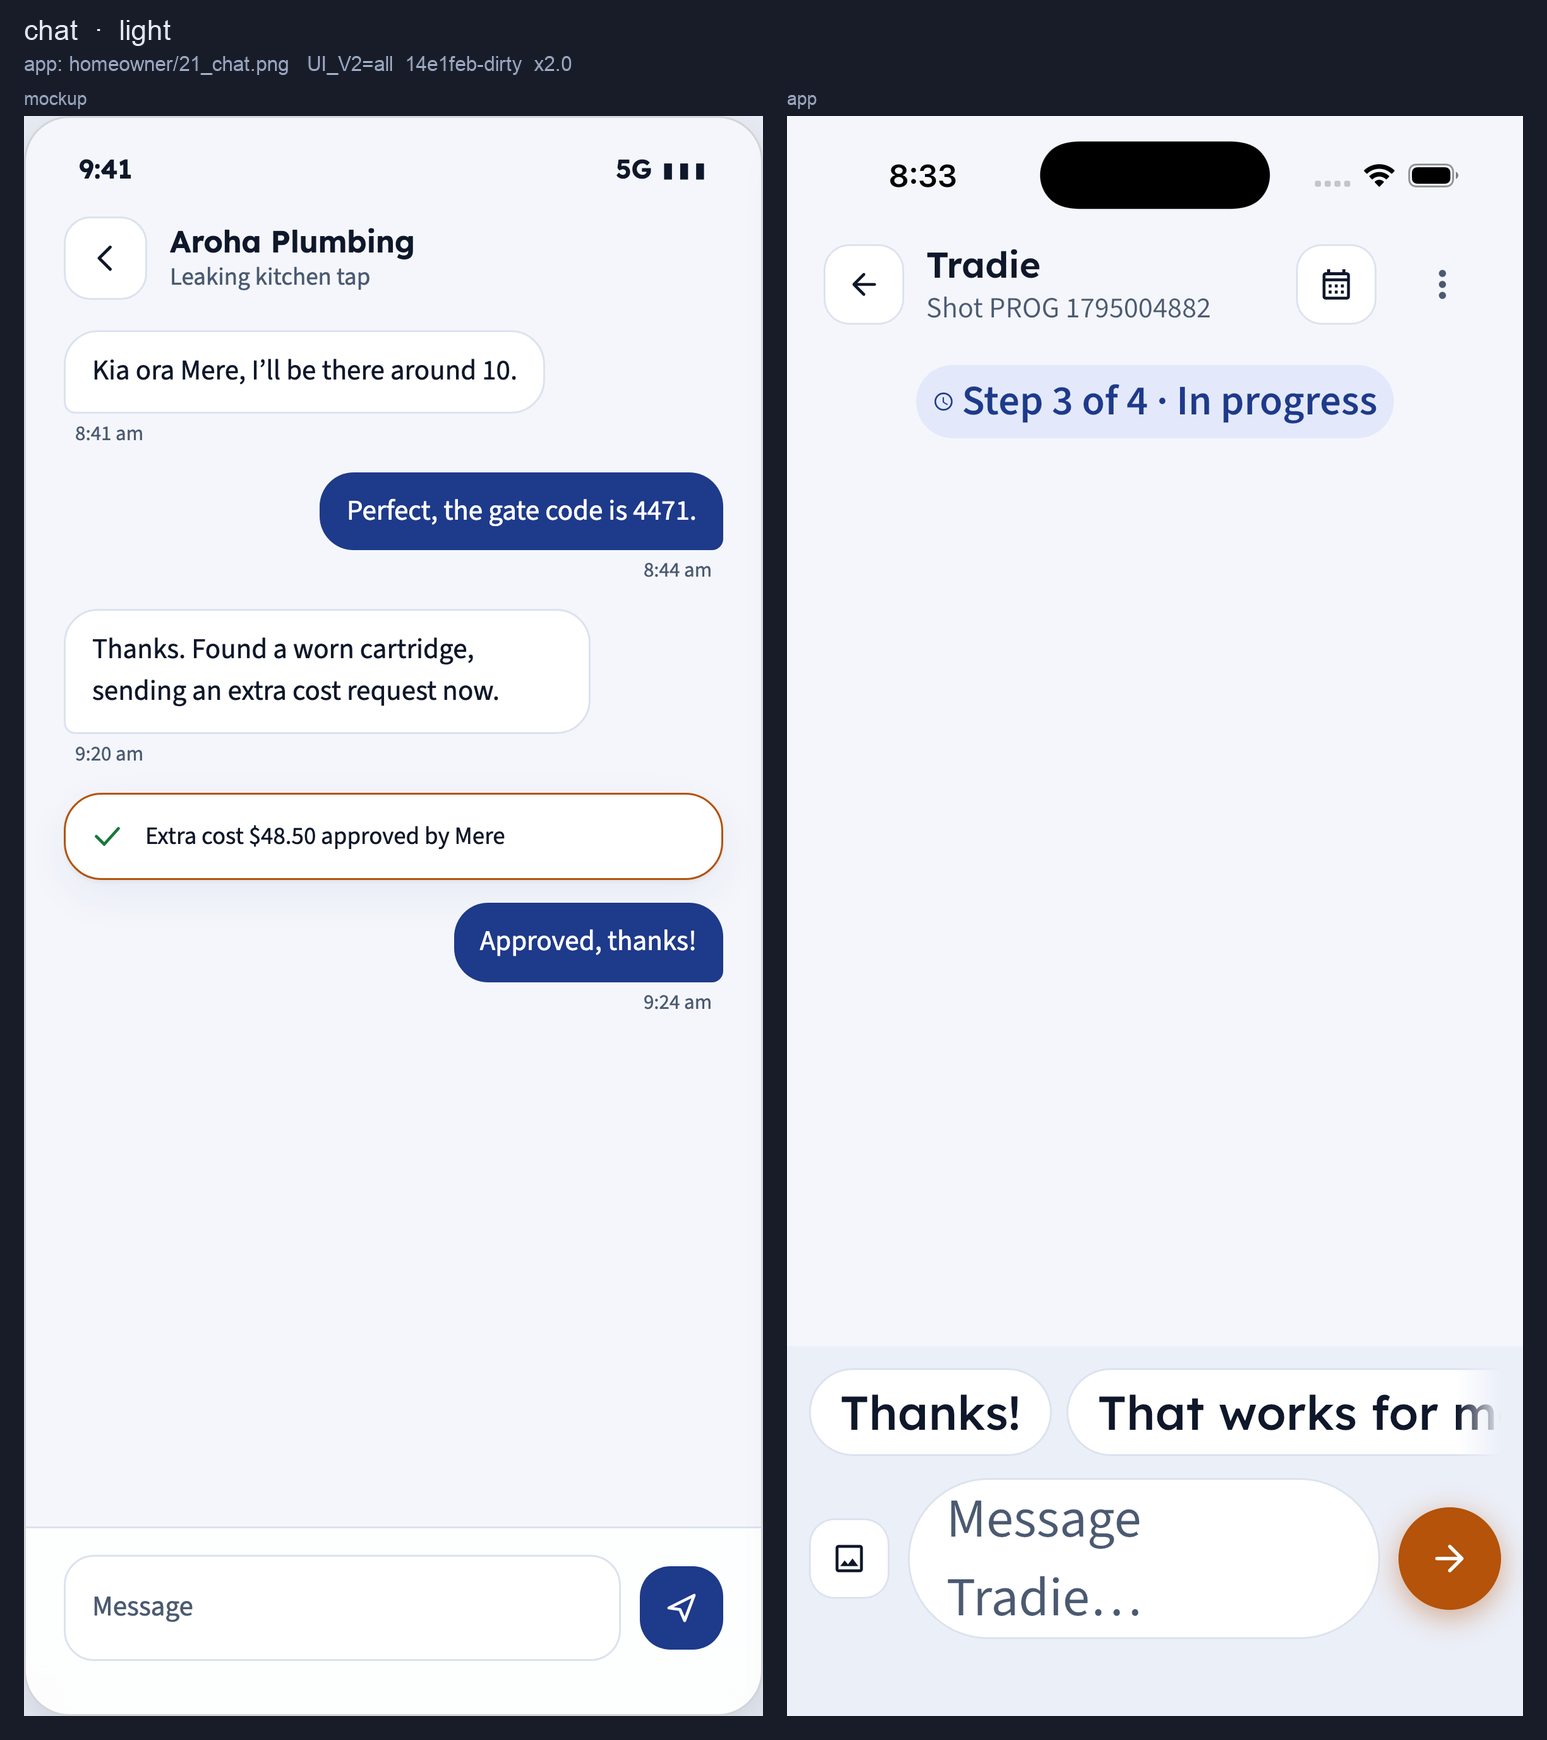 chat · light
app: homeowner/21_chat.png UI_V2=all 14e1feb-dirty x2.0
mockup
9:41
5G
Aroha Plumbing
Leaking kitchen tap
Kia ora Mere, I’ll be there around 10.
8:41 am
Perfect, the gate code is 4471.
8:44 am
Thanks. Found a worn cartridge,
sending an extra cost request now.
9:20 am
Extra cost $48.50 approved by Mere
Approved, thanks!
9:24 am
Message
app
8:33
Tradie
Shot PROG 1795004882
Step 3 of 4 · In progress
Thanks!
That works for m
Message
Tradie...